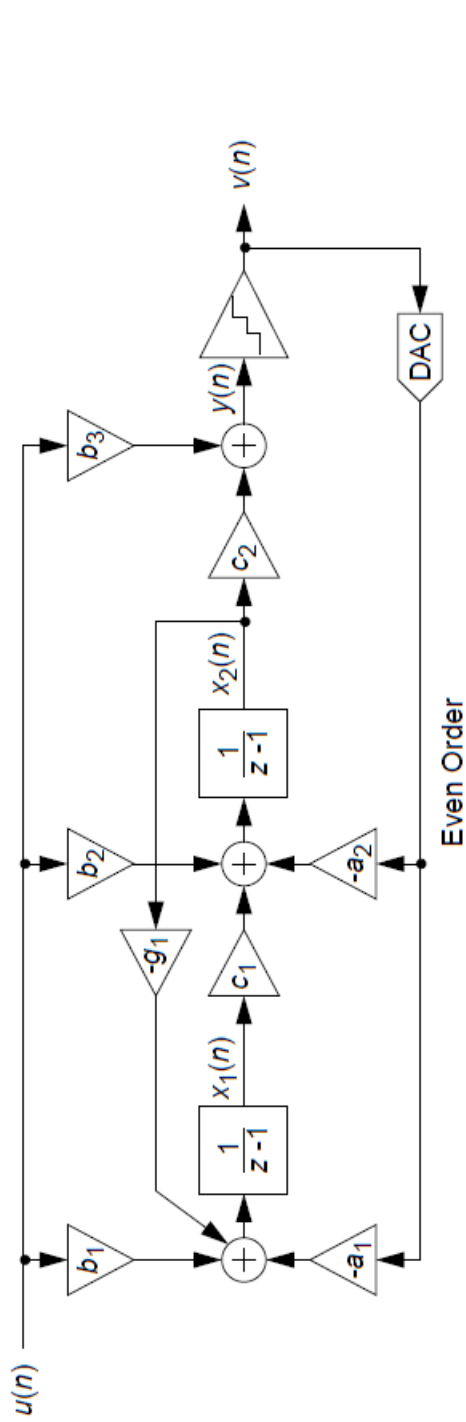 u(n)
b1
b2
b3
-g1
x1(n)
x2(n)
y(n)
v(n)
1
z -1
c1
1
z -1
c2
-a1
-a2
DAC
Even Order